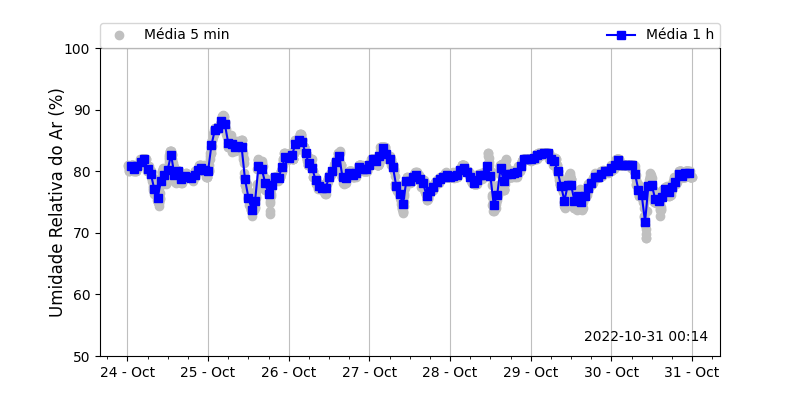 Média 5 min Média 1 h
Umidade Relativa do Ar (%)
100
90
80
70
60
50
2022-10-31 00:14
24 - Oct 25 - Oct 26 - Oct 27 - Oct 28 - Oct 29 - Oct 30 - Oct 31 - Oct